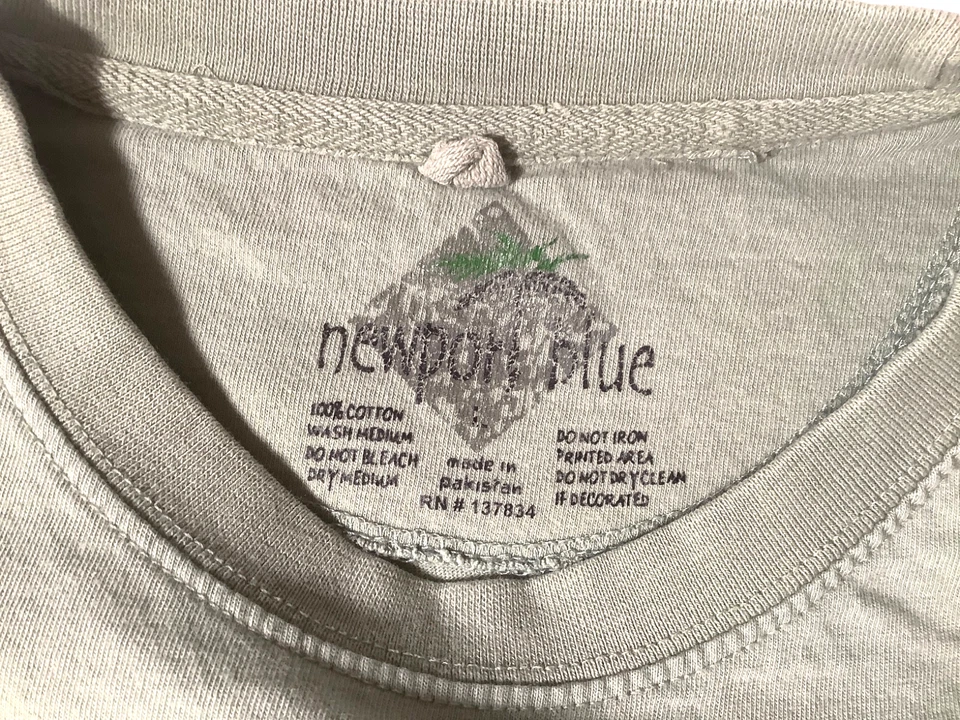 newport blue
L
100% COTTON
WASH MEDIUM
DO NOT BLEACH
DRY MEDIUM
made in
pakistan
RN # 137834
DO NOT IRON
PRINTED AREA
DO NOT DRY CLEAN
IF DECORATED